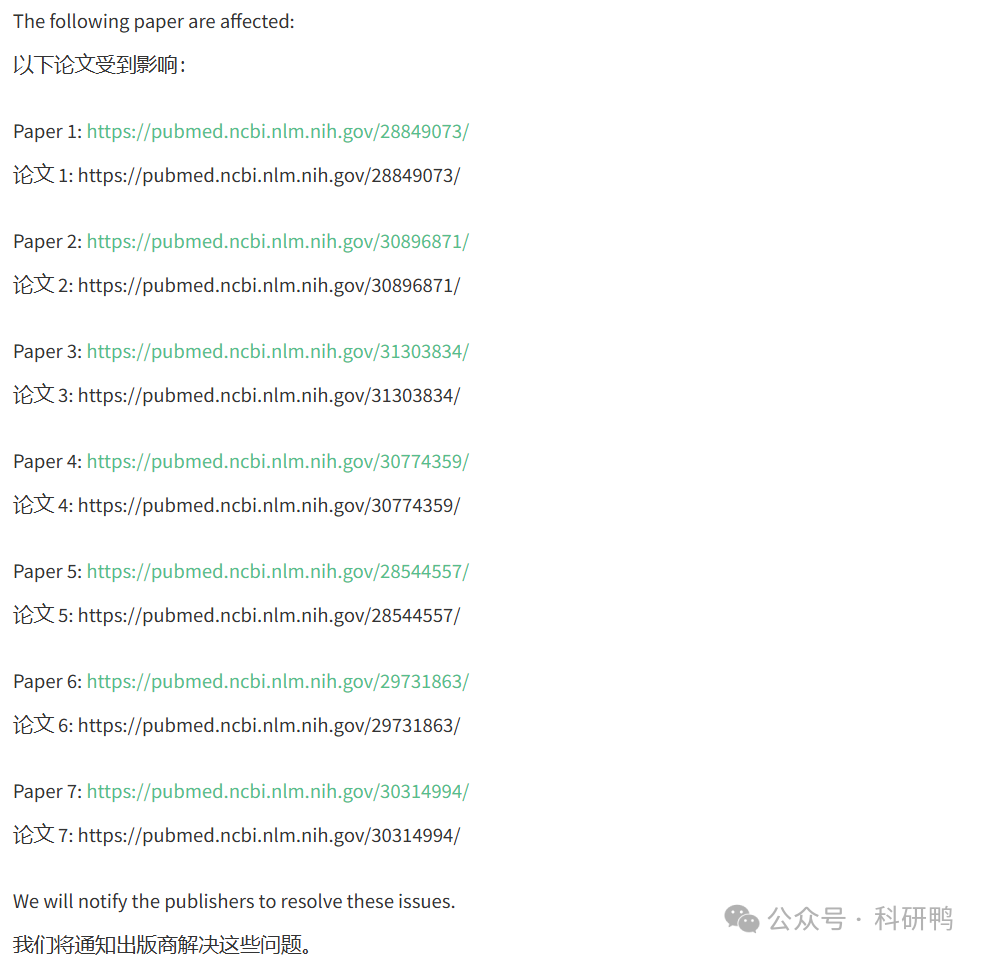 The following paper are affected:
以下论文受到影响：
Paper 1: https://pubmed.ncbi.nlm.nih.gov/28849073/
论文 1: https://pubmed.ncbi.nlm.nih.gov/28849073/
Paper 2: https://pubmed.ncbi.nlm.nih.gov/30896871/
论文 2: https://pubmed.ncbi.nlm.nih.gov/30896871/
Paper 3: https://pubmed.ncbi.nlm.nih.gov/31303834/
论文 3: https://pubmed.ncbi.nlm.nih.gov/31303834/
Paper 4: https://pubmed.ncbi.nlm.nih.gov/30774359/
论文 4: https://pubmed.ncbi.nlm.nih.gov/30774359/
Paper 5: https://pubmed.ncbi.nlm.nih.gov/28544557/
论文 5: https://pubmed.ncbi.nlm.nih.gov/28544557/
Paper 6: https://pubmed.ncbi.nlm.nih.gov/29731863/
论文 6: https://pubmed.ncbi.nlm.nih.gov/29731863/
Paper 7: https://pubmed.ncbi.nlm.nih.gov/30314994/
论文 7: https://pubmed.ncbi.nlm.nih.gov/30314994/
We will notify the publishers to resolve these issues.
公众号 · 科研鸭
我们将通知出版商解决这些问题。